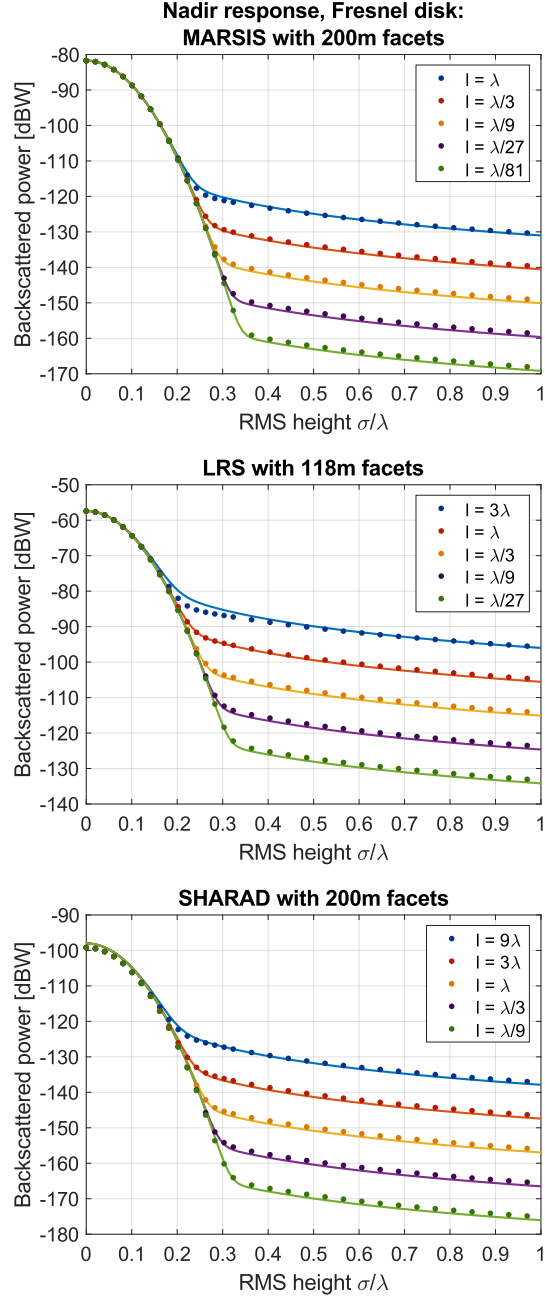 Nadir response, Fresnel disk:
MARSIS with 200m facets
Backscattered power [dBW]
-80
-90
-100
-110
-120
-130
-140
-150
-160
-170
l = λ
l = λ/3
l = λ/9
l = λ/27
l = λ/81
0 0.1 0.2 0.3 0.4 0.5 0.6 0.7 0.8 0.9 1
RMS height σ/λ
LRS with 118m facets
Backscattered power [dBW]
-50
-60
-70
-80
-90
-100
-110
-120
-130
-140
l = 3λ
l = λ
l = λ/3
l = λ/9
l = λ/27
0 0.1 0.2 0.3 0.4 0.5 0.6 0.7 0.8 0.9 1
RMS height σ/λ
SHARAD with 200m facets
Backscattered power [dBW]
-90
-100
-110
-120
-130
-140
-150
-160
-170
-180
l = 9λ
l = 3λ
l = λ
l = λ/3
l = λ/9
0 0.1 0.2 0.3 0.4 0.5 0.6 0.7 0.8 0.9 1
RMS height σ/λ